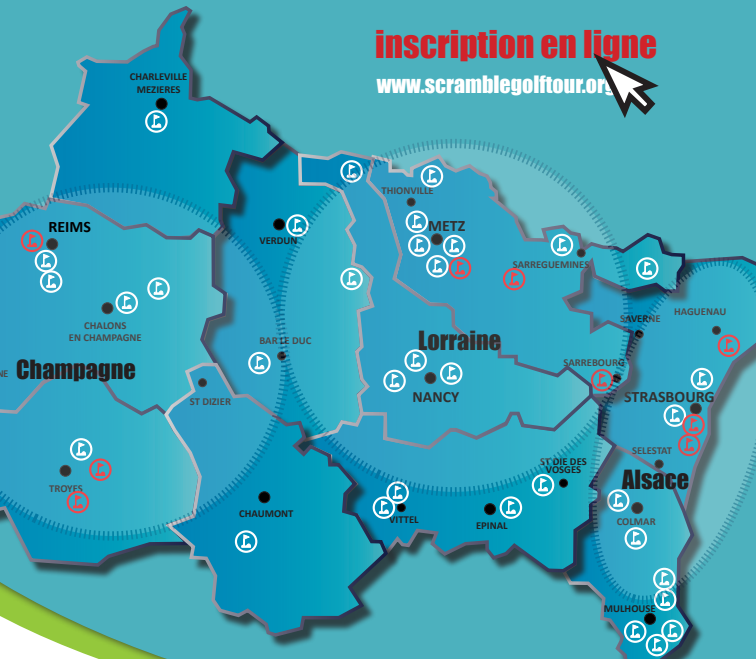 inscription en ligne
www.scramblegolftour.org
CHARLEVILLE
MEZIERES
THIONVILLE
REIMS
METZ
VERDUN
SARREGUEMINES
CHALONS
EN CHAMPAGNE
HAGUENAU
SAVERNE
BAR LE DUC
Lorraine
Champagne
NE
SARREBOURG
ST DIZIER
NANCY
STRASBOURG
SELESTAT
ST DIE DES
VOSGES
Alsace
TROYES
CHAUMONT
VITTEL
EPINAL
COLMAR
MULHOUSE